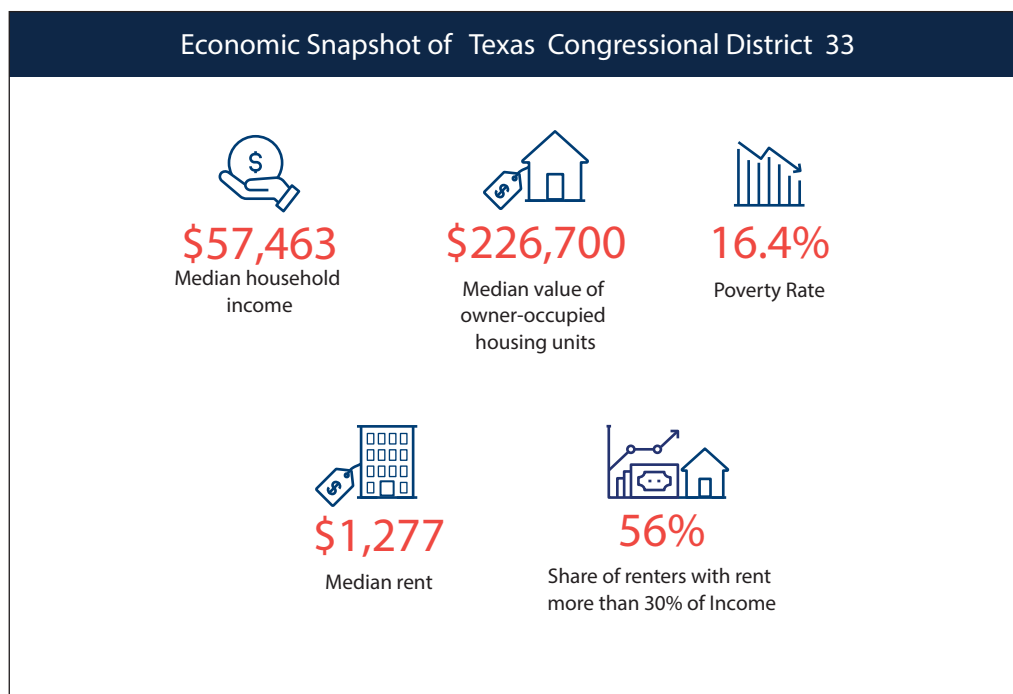 Economic Snapshot of Texas Congressional District 33
$
$57,463
Median household
income
$
$226,700
Median value of
owner-occupied
housing units
16.4%
Poverty Rate
$
$1,277
Median rent
56%
Share of renters with rent
more than 30% of Income